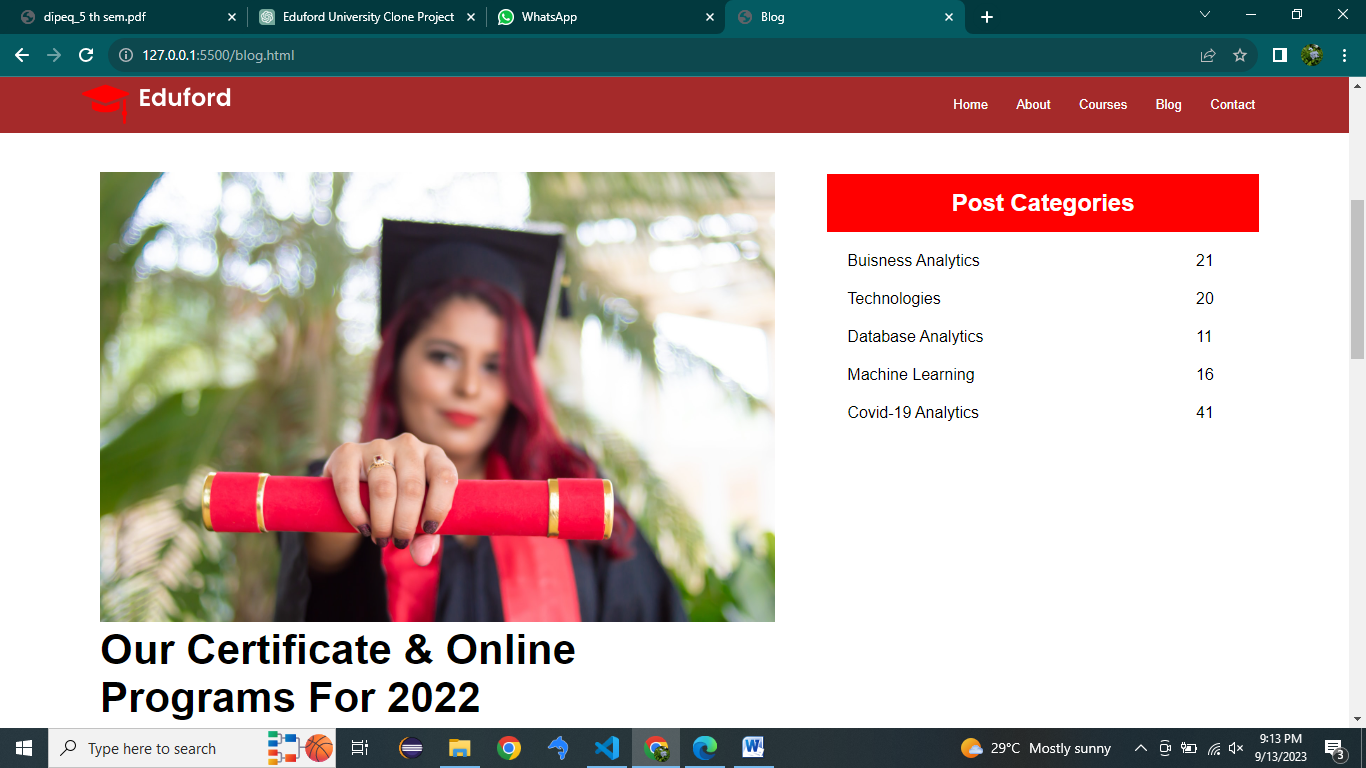 dipeq_5 th sem.pdf
Eduford University Clone Project
WhatsApp
Blog
127.0.0.1:5500/blog.html
Eduford
Home About Courses Blog Contact
Post Categories
Buisness Analytics 21
Technologies 20
Database Analytics 11
Machine Learning 16
Covid-19 Analytics 41
Our Certificate & Online
Programs For 2022
Type here to search
29°C Mostly sunny
9:13 PM
9/13/2023
3